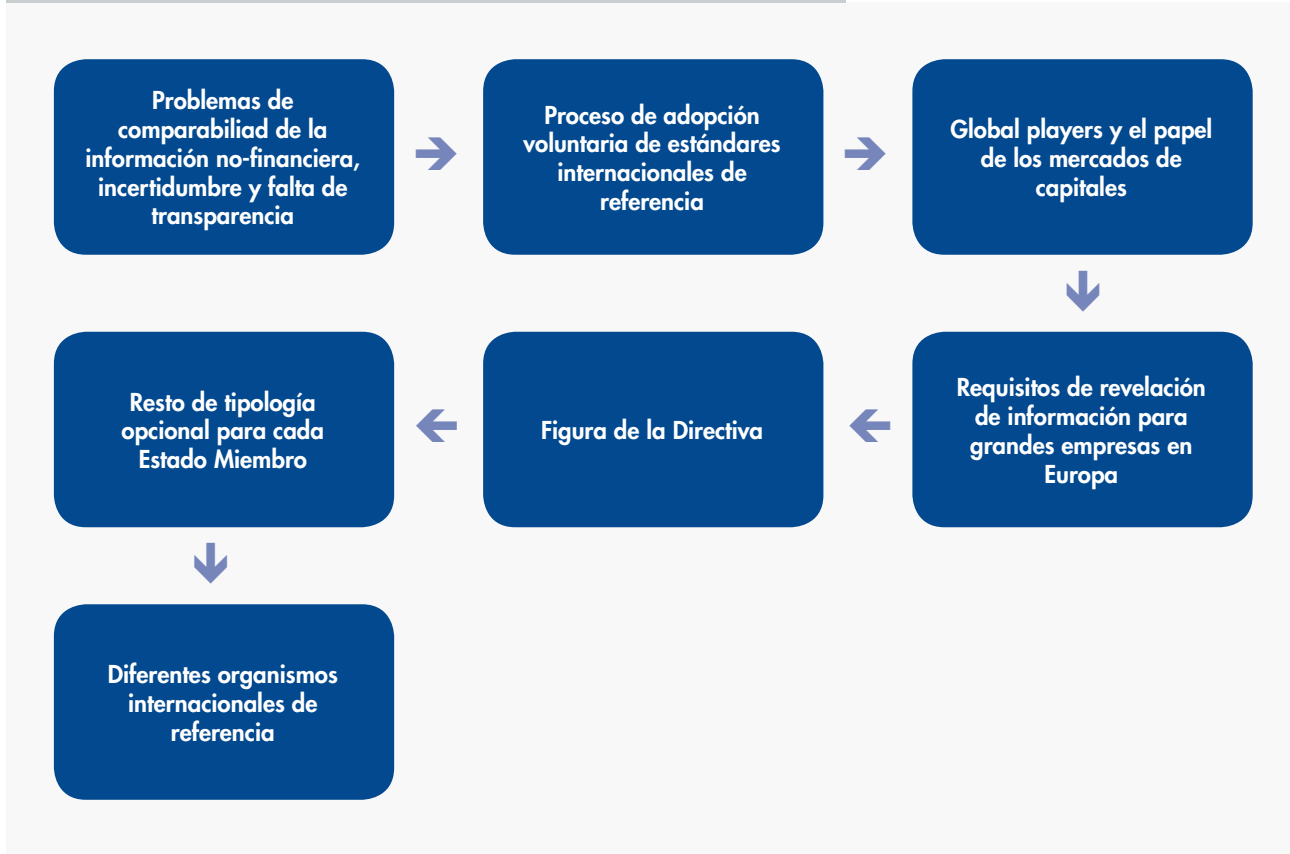 Problemas de
comparabiliad de la
información no-financiera,
incertidumbre y falta de
transparencia
Proceso de adopción
voluntaria de estándares
internacionales de
referencia
Global players y el papel
de los mercados de
capitales
Requisitos de revelación
de información para
grandes empresas en
Europa
Figura de la Directiva
Resto de tipología
opcional para cada
Estado Miembro
Diferentes organismos
internacionales de
referencia